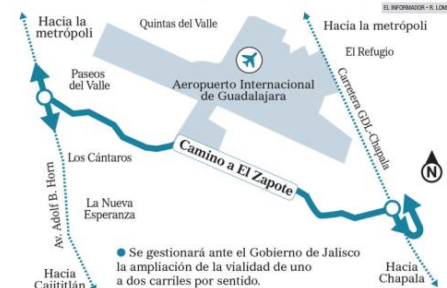 EL INFORMADOR • R. LOM
Hacia la
metrópoli
Quintas del Valle
Hacia la metrópoli
El Refugio
Paseos
del Valle
Aeropuerto Internacional
de Guadalajara
Carretera GDL-Chapala
Camino a El Zapote
Los Cántaros
N
Av. Adolf B. Horn
La Nueva
Esperanza
● Se gestionará ante el Gobierno de Jalisco
la ampliación de la vialidad de uno
a dos carriles por sentido.
Hacia
Cajititlán
Hacia
Chapala